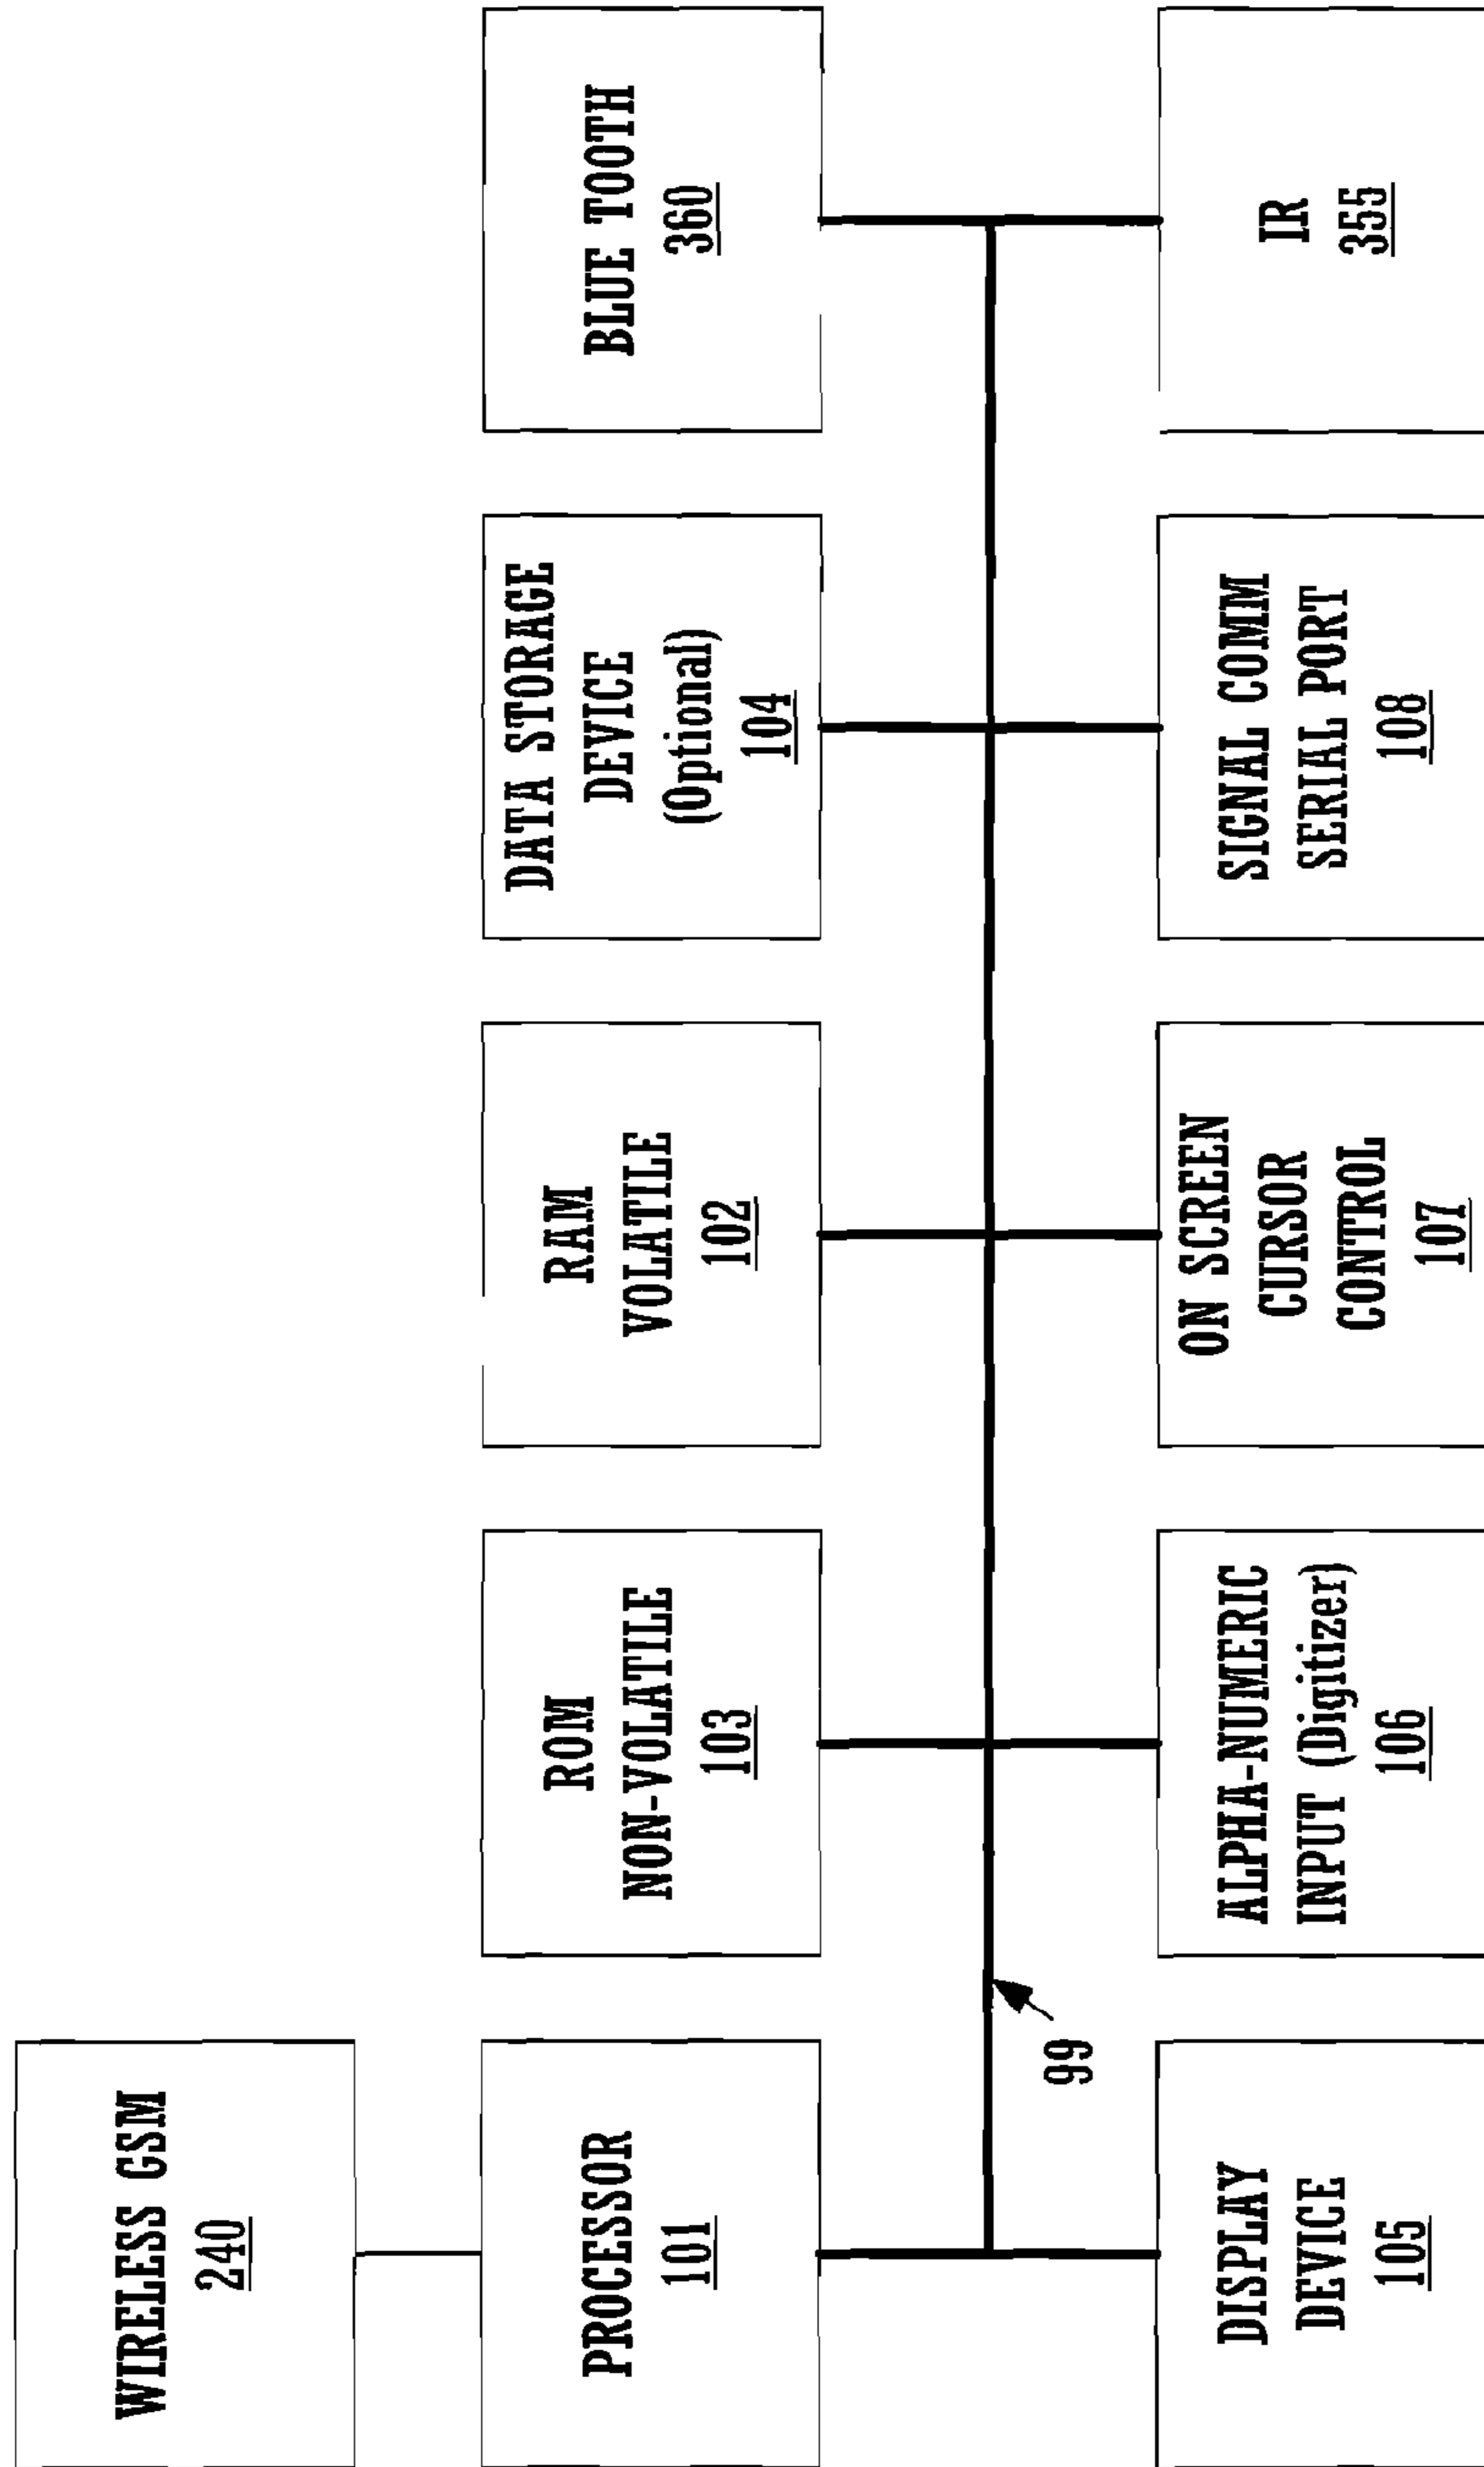 WIRELESS GSM
240
PROCESSOR
101
ROM
NON-VOLATILE
103
RAM
VOLATILE
102
DATA STORAGE
DEVICE
(Optional)
104
BLUE TOOTH
360
99
DISPLAY
DEVICE
105
ALPHA-NUMERIC
INPUT (Digitizer)
106
ON SCREEN
CURSOR
CONTROL
107
SIGNAL COMM
SERIAL PORT
108
IR
355